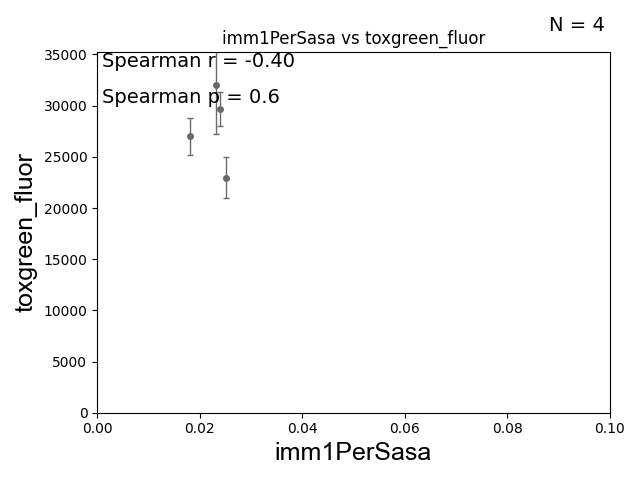 N = 4
imm1PerSasa vs toxgreen_fluor
Spearman r = -0.40
Spearman p = 0.6
toxgreen_fluor
35000
30000
25000
20000
15000
10000
5000
0
0.00 0.02 0.04 0.06 0.08 0.10
imm1PerSasa